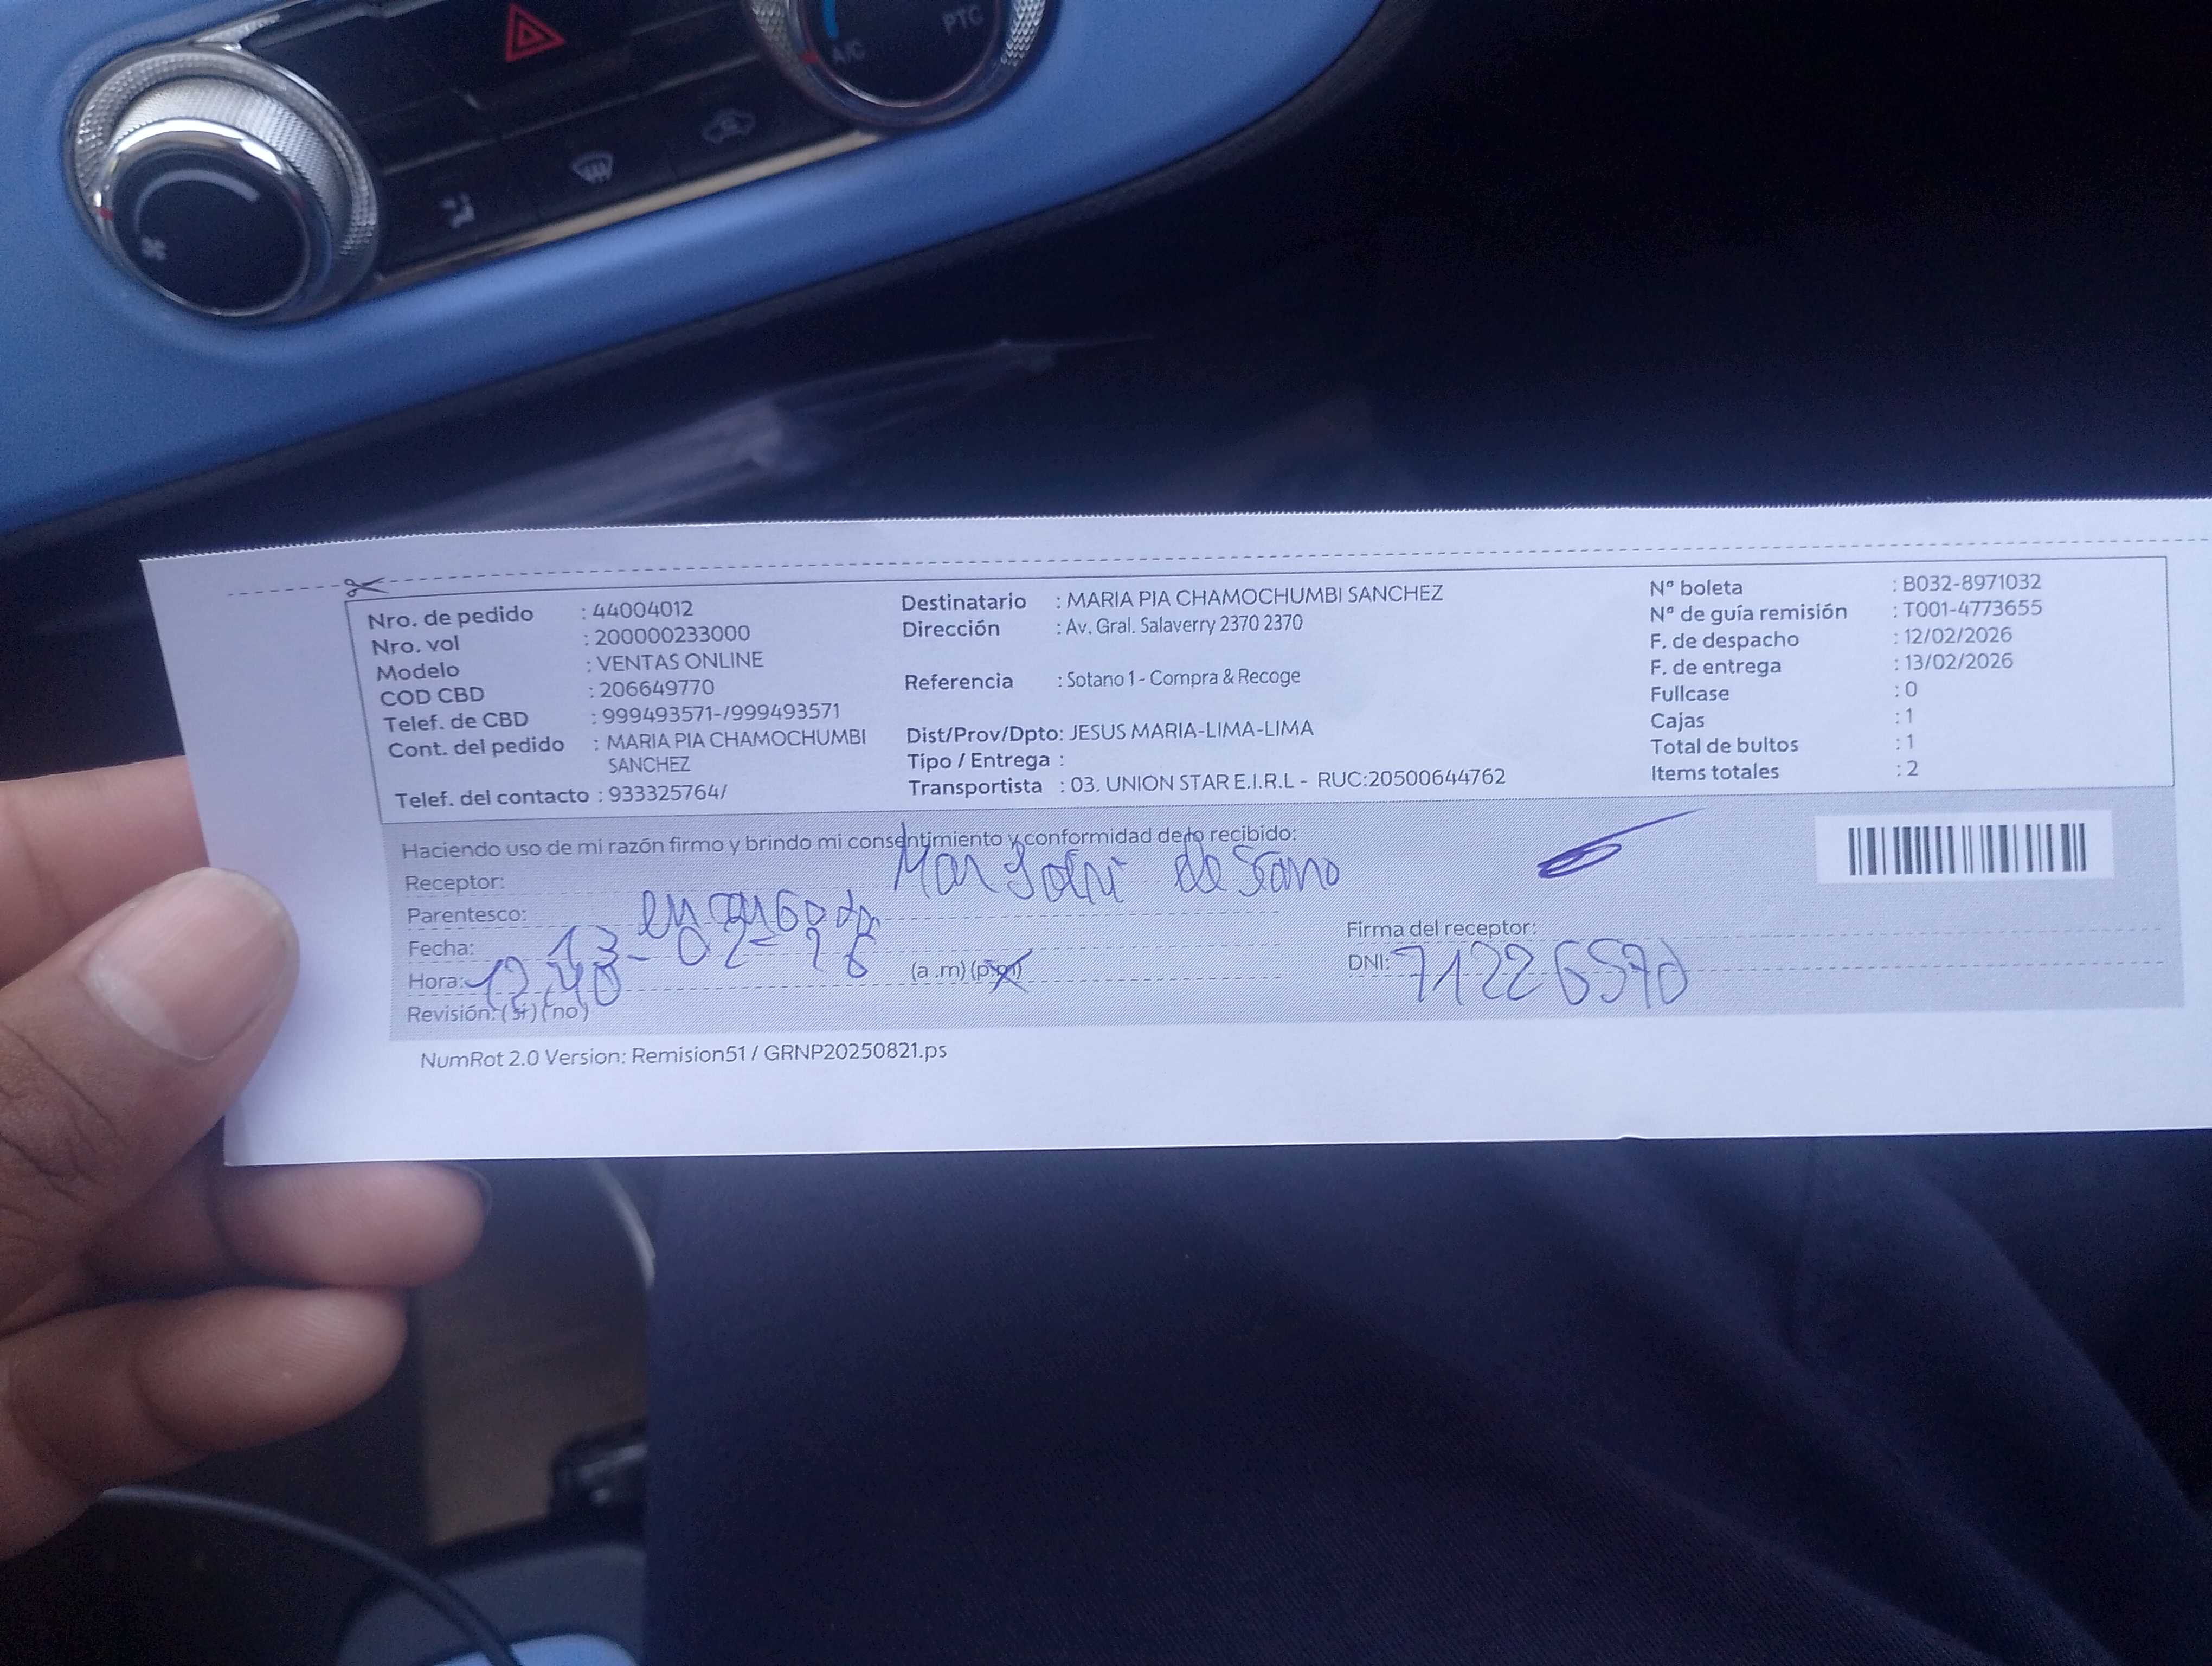 A/C PTC
Nro. de pedido : 44004012
Nro. vol : 200000233000
Modelo : VENTAS ONLINE
COD CBD : 206649770
Telef. de CBD : 999493571-/999493571
Cont. del pedido : MARIA PIA CHAMOCHUMBI
SANCHEZ
Telef. del contacto : 933325764/
Destinatario : MARIA PIA CHAMOCHUMBI SANCHEZ
Dirección : Av. Gral. Salaverry 2370 2370
Referencia : Sotano 1 - Compra & Recoge
Dist/Prov/Dpto: JESUS MARIA-LIMA-LIMA
Tipo / Entrega :
Transportista : 03. UNION STAR E.I.R.L - RUC:20500644762
Nº boleta : B032-8971032
Nº de guía remisión : T001-4773655
F. de despacho : 12/02/2026
F. de entrega : 13/02/2026
Fullcase : 0
Cajas : 1
Total de bultos : 1
Items totales : 2
Haciendo uso de mi razón firmo y brindo mi consentimiento y conformidad de lo recibido:
Receptor:
Parentesco: encargada
Fecha: 13-02-26
Hora: 12:40 (a .m) (p.m)
Revisión: (si) (no)
Firma del receptor:
DNI: 71226570
NumRot 2.0 Version: Remision51 / GRNP20250821.ps